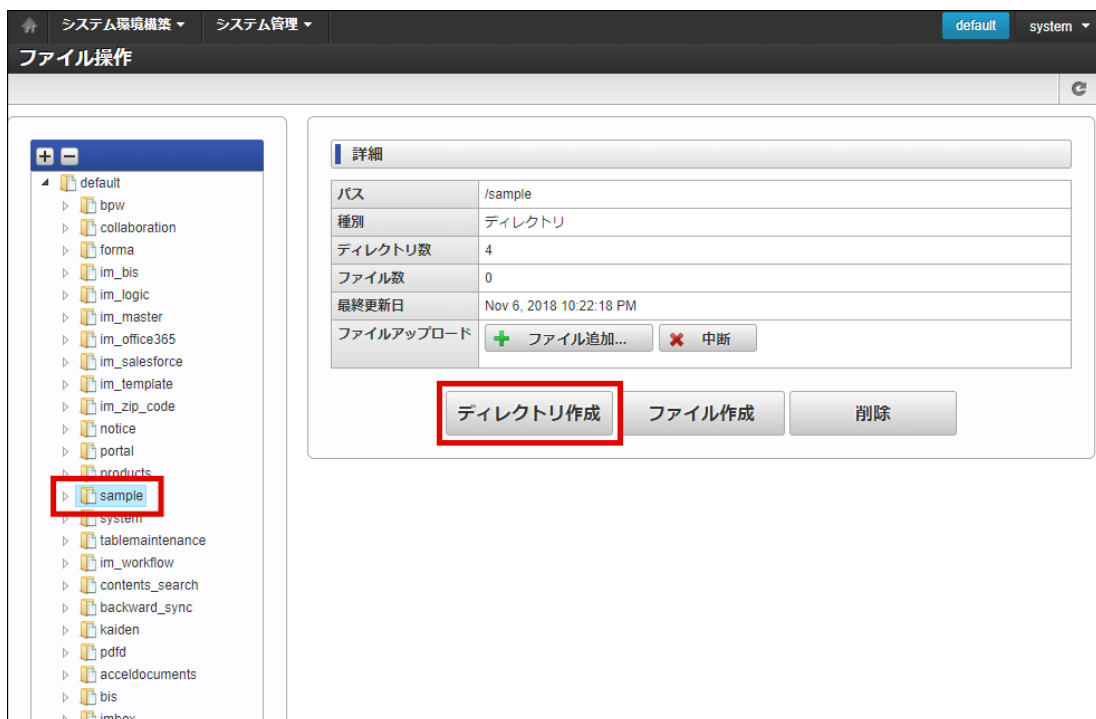 システム環境構築 ▼ システム管理 ▼ default system ▼
ファイル操作
default
bpw
collaboration
forma
im_bis
im_logic
im_master
im_office365
im_salesforce
im_template
im_zip_code
notice
portal
products
sample
system
tablemaintenance
im_workflow
contents_search
backward_sync
kaiden
pdfd
acceldocuments
bis
imbox
詳細
パス /sample
種別 ディレクトリ
ディレクトリ数 4
ファイル数 0
最終更新日 Nov 6, 2018 10:22:18 PM
ファイルアップロード ファイル追加... 中断
ディレクトリ作成 ファイル作成 削除